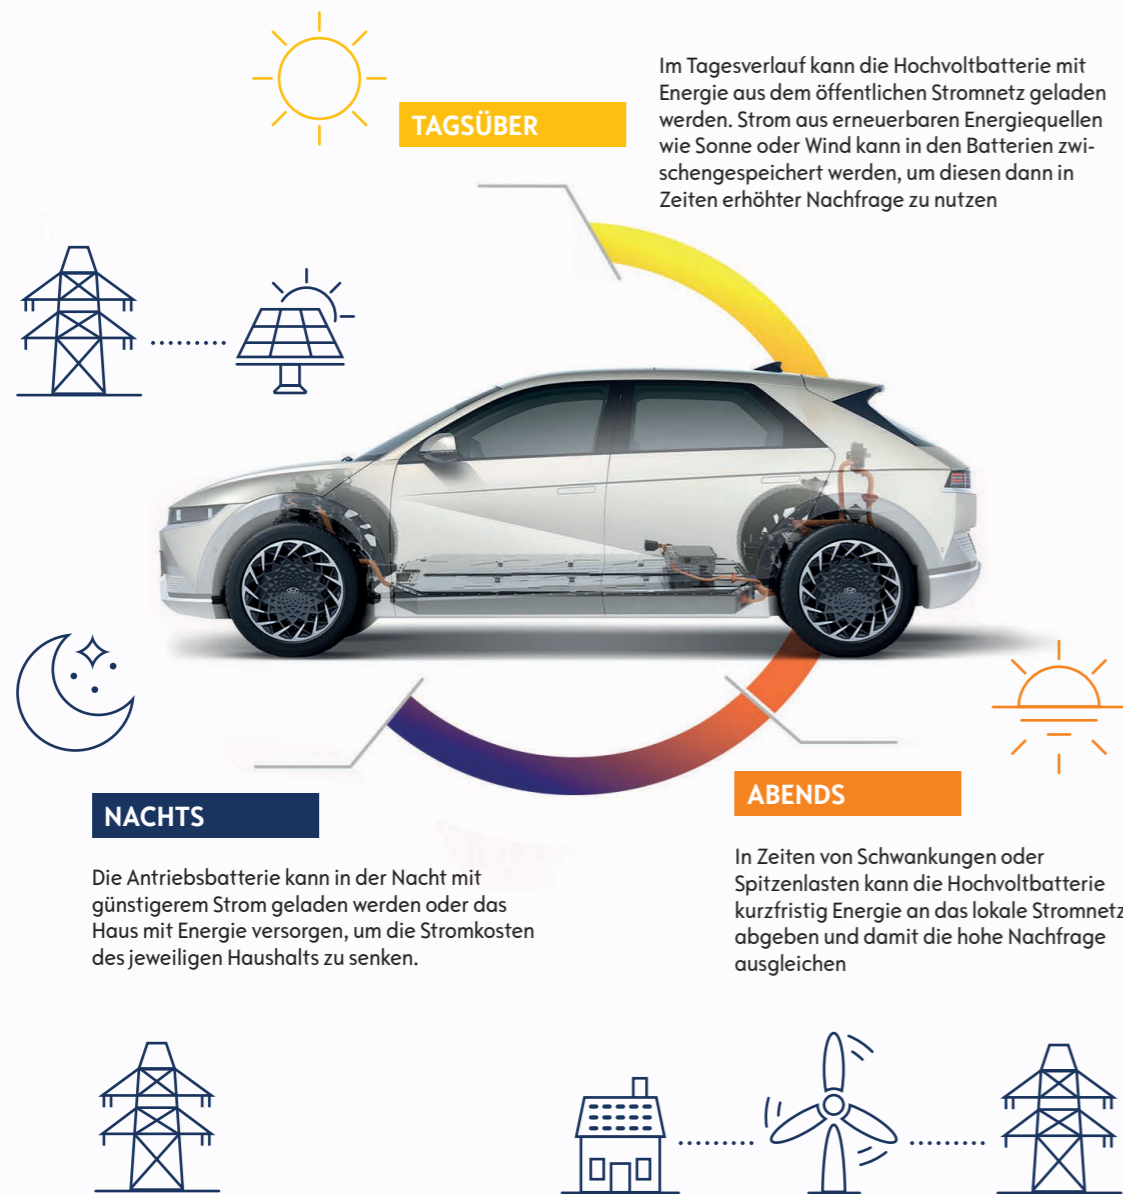 TAGSÜBER
Im Tagesverlauf kann die Hochvoltbatterie mit
Energie aus dem öffentlichen Stromnetz geladen
werden. Strom aus erneuerbaren Energiequellen
wie Sonne oder Wind kann in den Batterien zwi-
schengespeichert werden, um diesen dann in
Zeiten erhöhter Nachfrage zu nutzen
NACHTS
Die Antriebsbatterie kann in der Nacht mit
günstigerem Strom geladen werden oder das
Haus mit Energie versorgen, um die Stromkosten
des jeweiligen Haushalts zu senken.
ABENDS
In Zeiten von Schwankungen oder
Spitzenlasten kann die Hochvoltbatterie
kurzfristig Energie an das lokale Stromnetz
abgeben und damit die hohe Nachfrage
ausgleichen